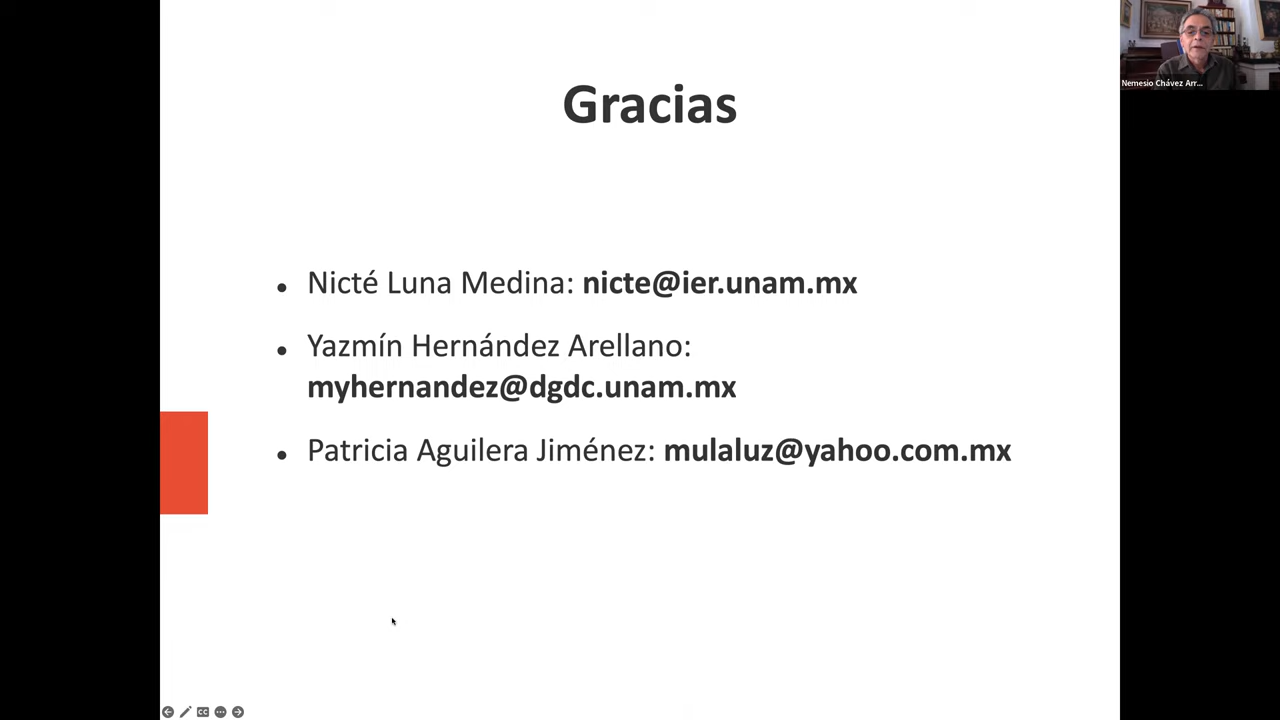 Gracias
Nemesio Chávez Arr...
• Nicté Luna Medina: nicte@ier.unam.mx
• Yazmín Hernández Arellano:
myhernandez@dgdc.unam.mx
• Patricia Aguilera Jiménez: mulaluz@yahoo.com.mx
CC